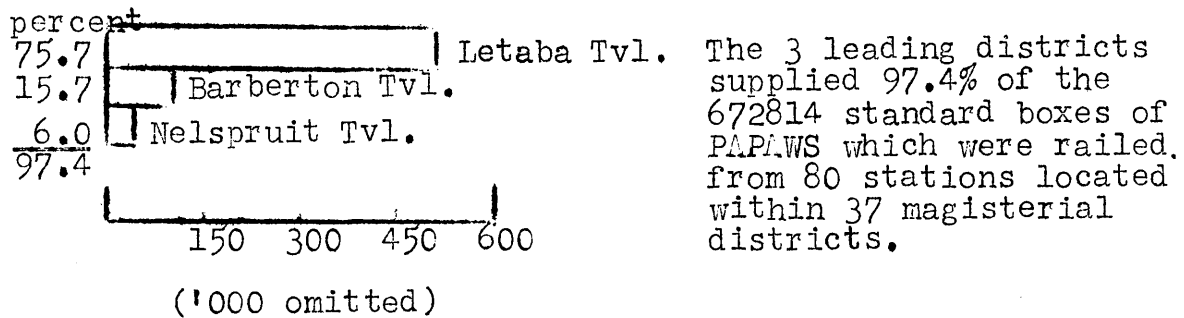 percent
75.7 Letaba Tvl.
15.7 Barberton Tvl.
6.0 Nelspruit Tvl.
97.4
150 300 450 600
('000 omitted)
The 3 leading districts
supplied 97.4% of the
672814 standard boxes of
PAPAWS which were railed.
from 80 stations located
within 37 magisterial
districts.